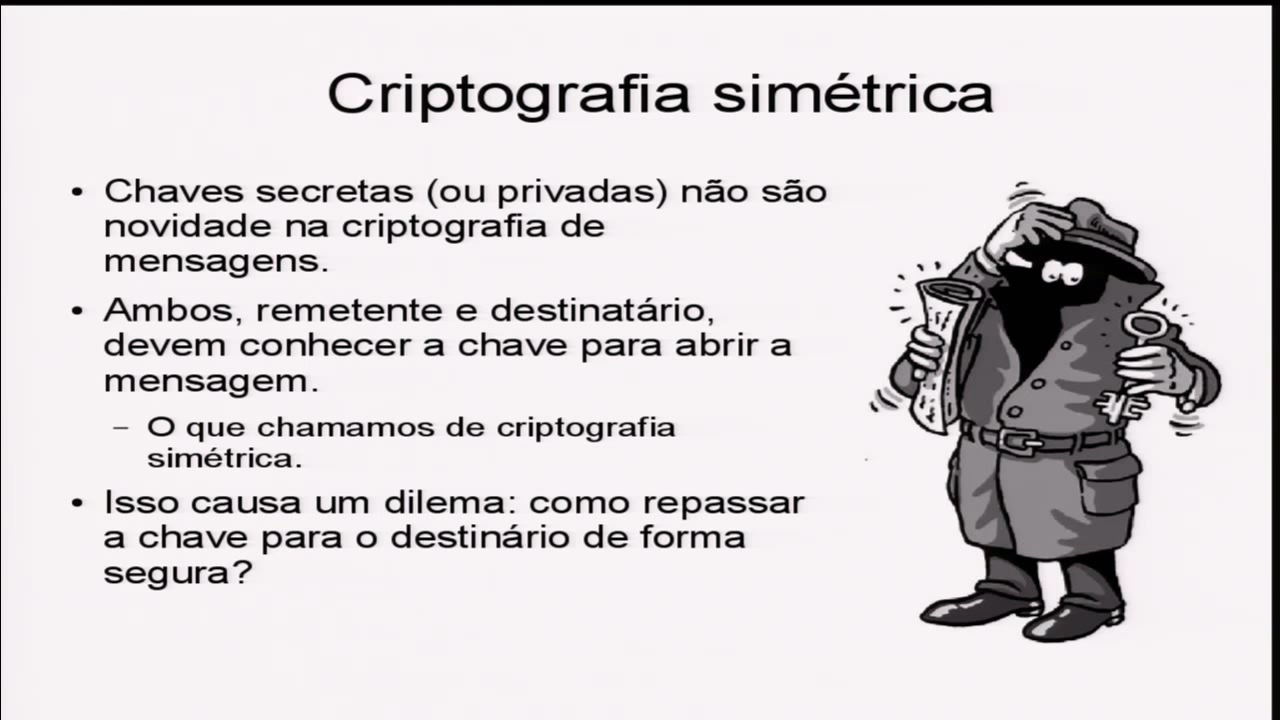 Criptografia simétrica
• Chaves secretas (ou privadas) não são
novidade na criptografia de
mensagens.
• Ambos, remetente e destinatário,
devem conhecer a chave para abrir a
mensagem.
– O que chamamos de criptografia
simétrica.
• Isso causa um dilema: como repassar
a chave para o destinário de forma
segura?